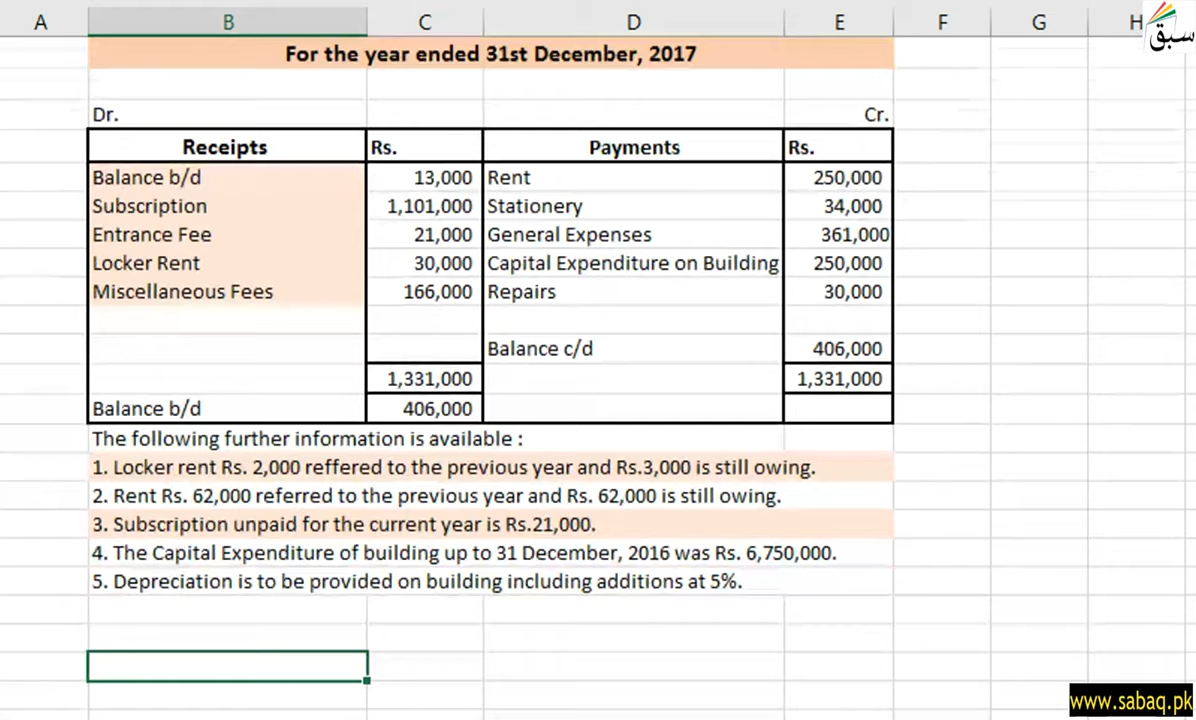 A B C D E F G H
سبق
For the year ended 31st December, 2017
Dr. Cr.
Receipts Rs. Payments Rs.
Balance b/d 13,000 Rent 250,000
Subscription 1,101,000 Stationery 34,000
Entrance Fee 21,000 General Expenses 361,000
Locker Rent 30,000 Capital Expenditure on Building 250,000
Miscellaneous Fees 166,000 Repairs 30,000
Balance c/d 406,000
1,331,000 1,331,000
Balance b/d 406,000
The following further information is available :
1. Locker rent Rs. 2,000 reffered to the previous year and Rs.3,000 is still owing.
2. Rent Rs. 62,000 referred to the previous year and Rs. 62,000 is still owing.
3. Subscription unpaid for the current year is Rs.21,000.
4. The Capital Expenditure of building up to 31 December, 2016 was Rs. 6,750,000.
5. Depreciation is to be provided on building including additions at 5%.
www.sabaq.pk